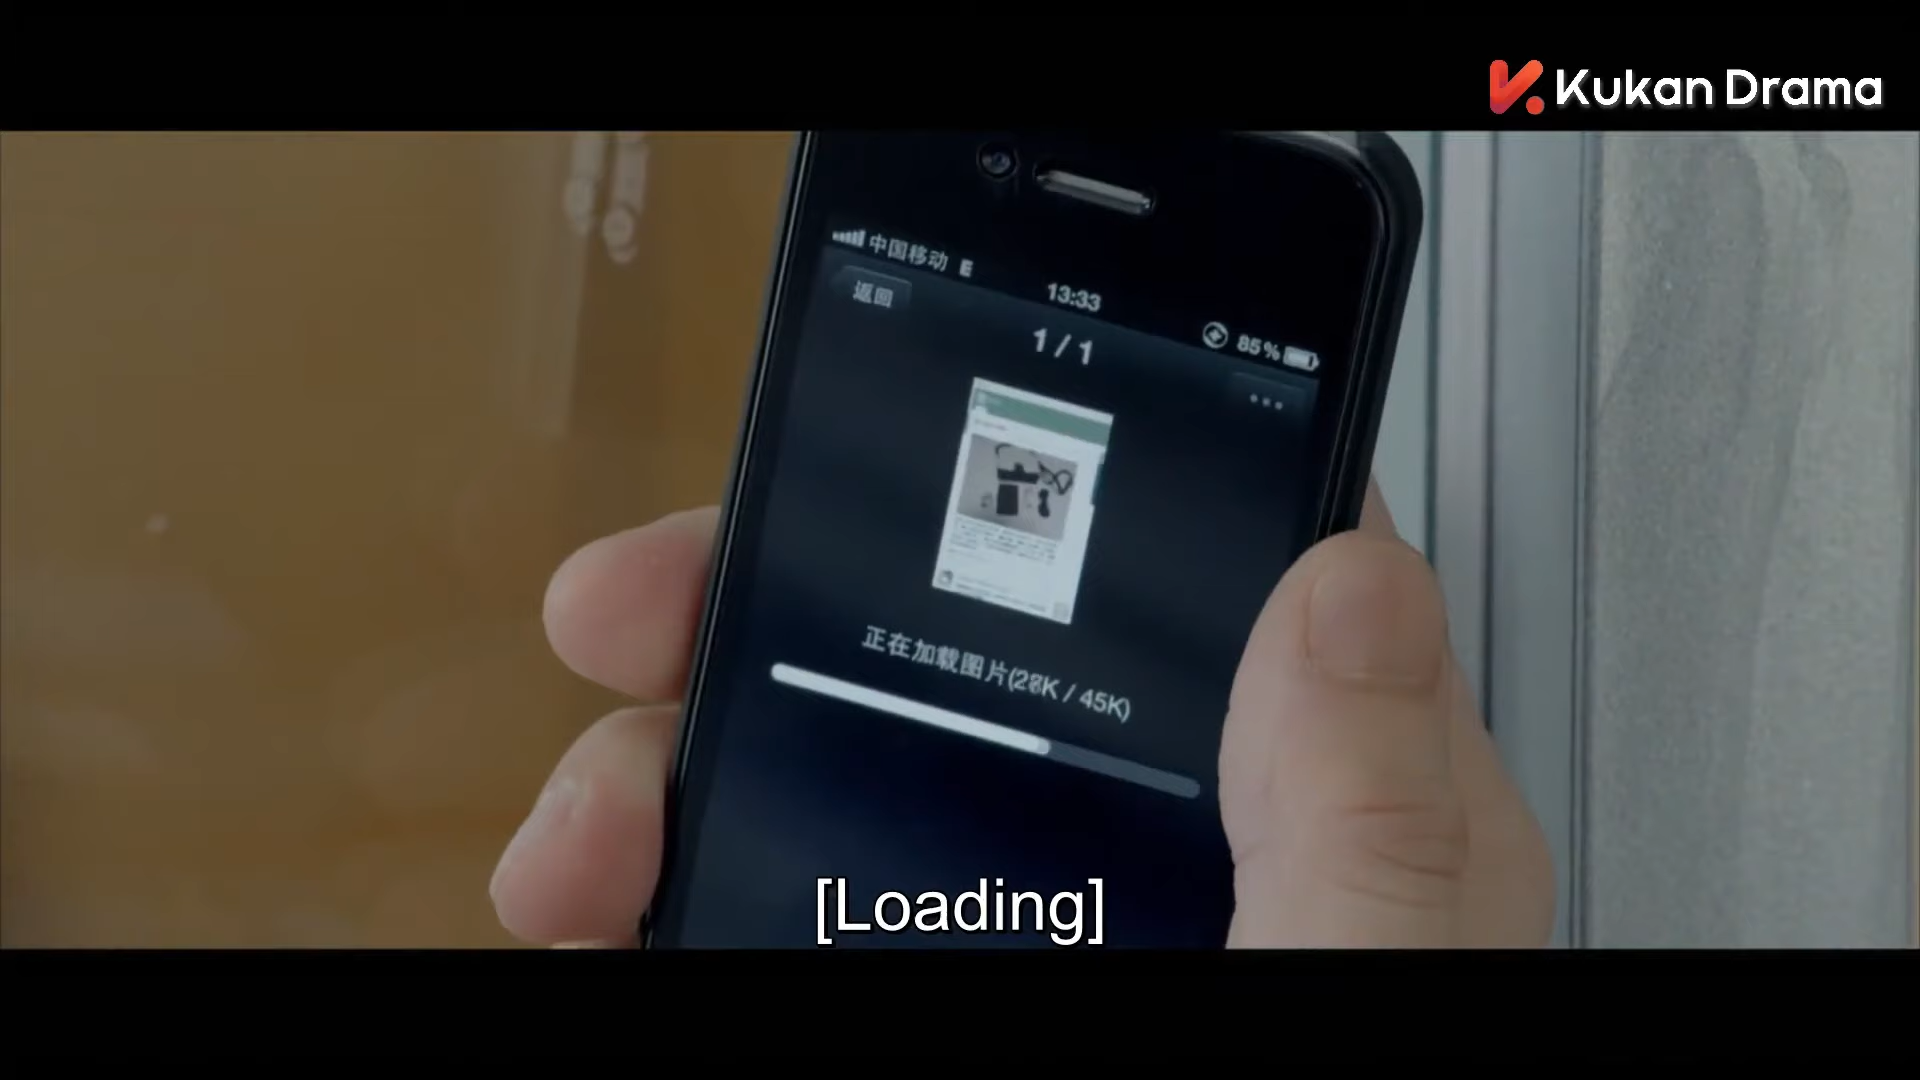 Kukan Drama
中国移动 E
13:33
85%
返回
1 / 1
正在加载图片(28K / 45K)
[Loading]